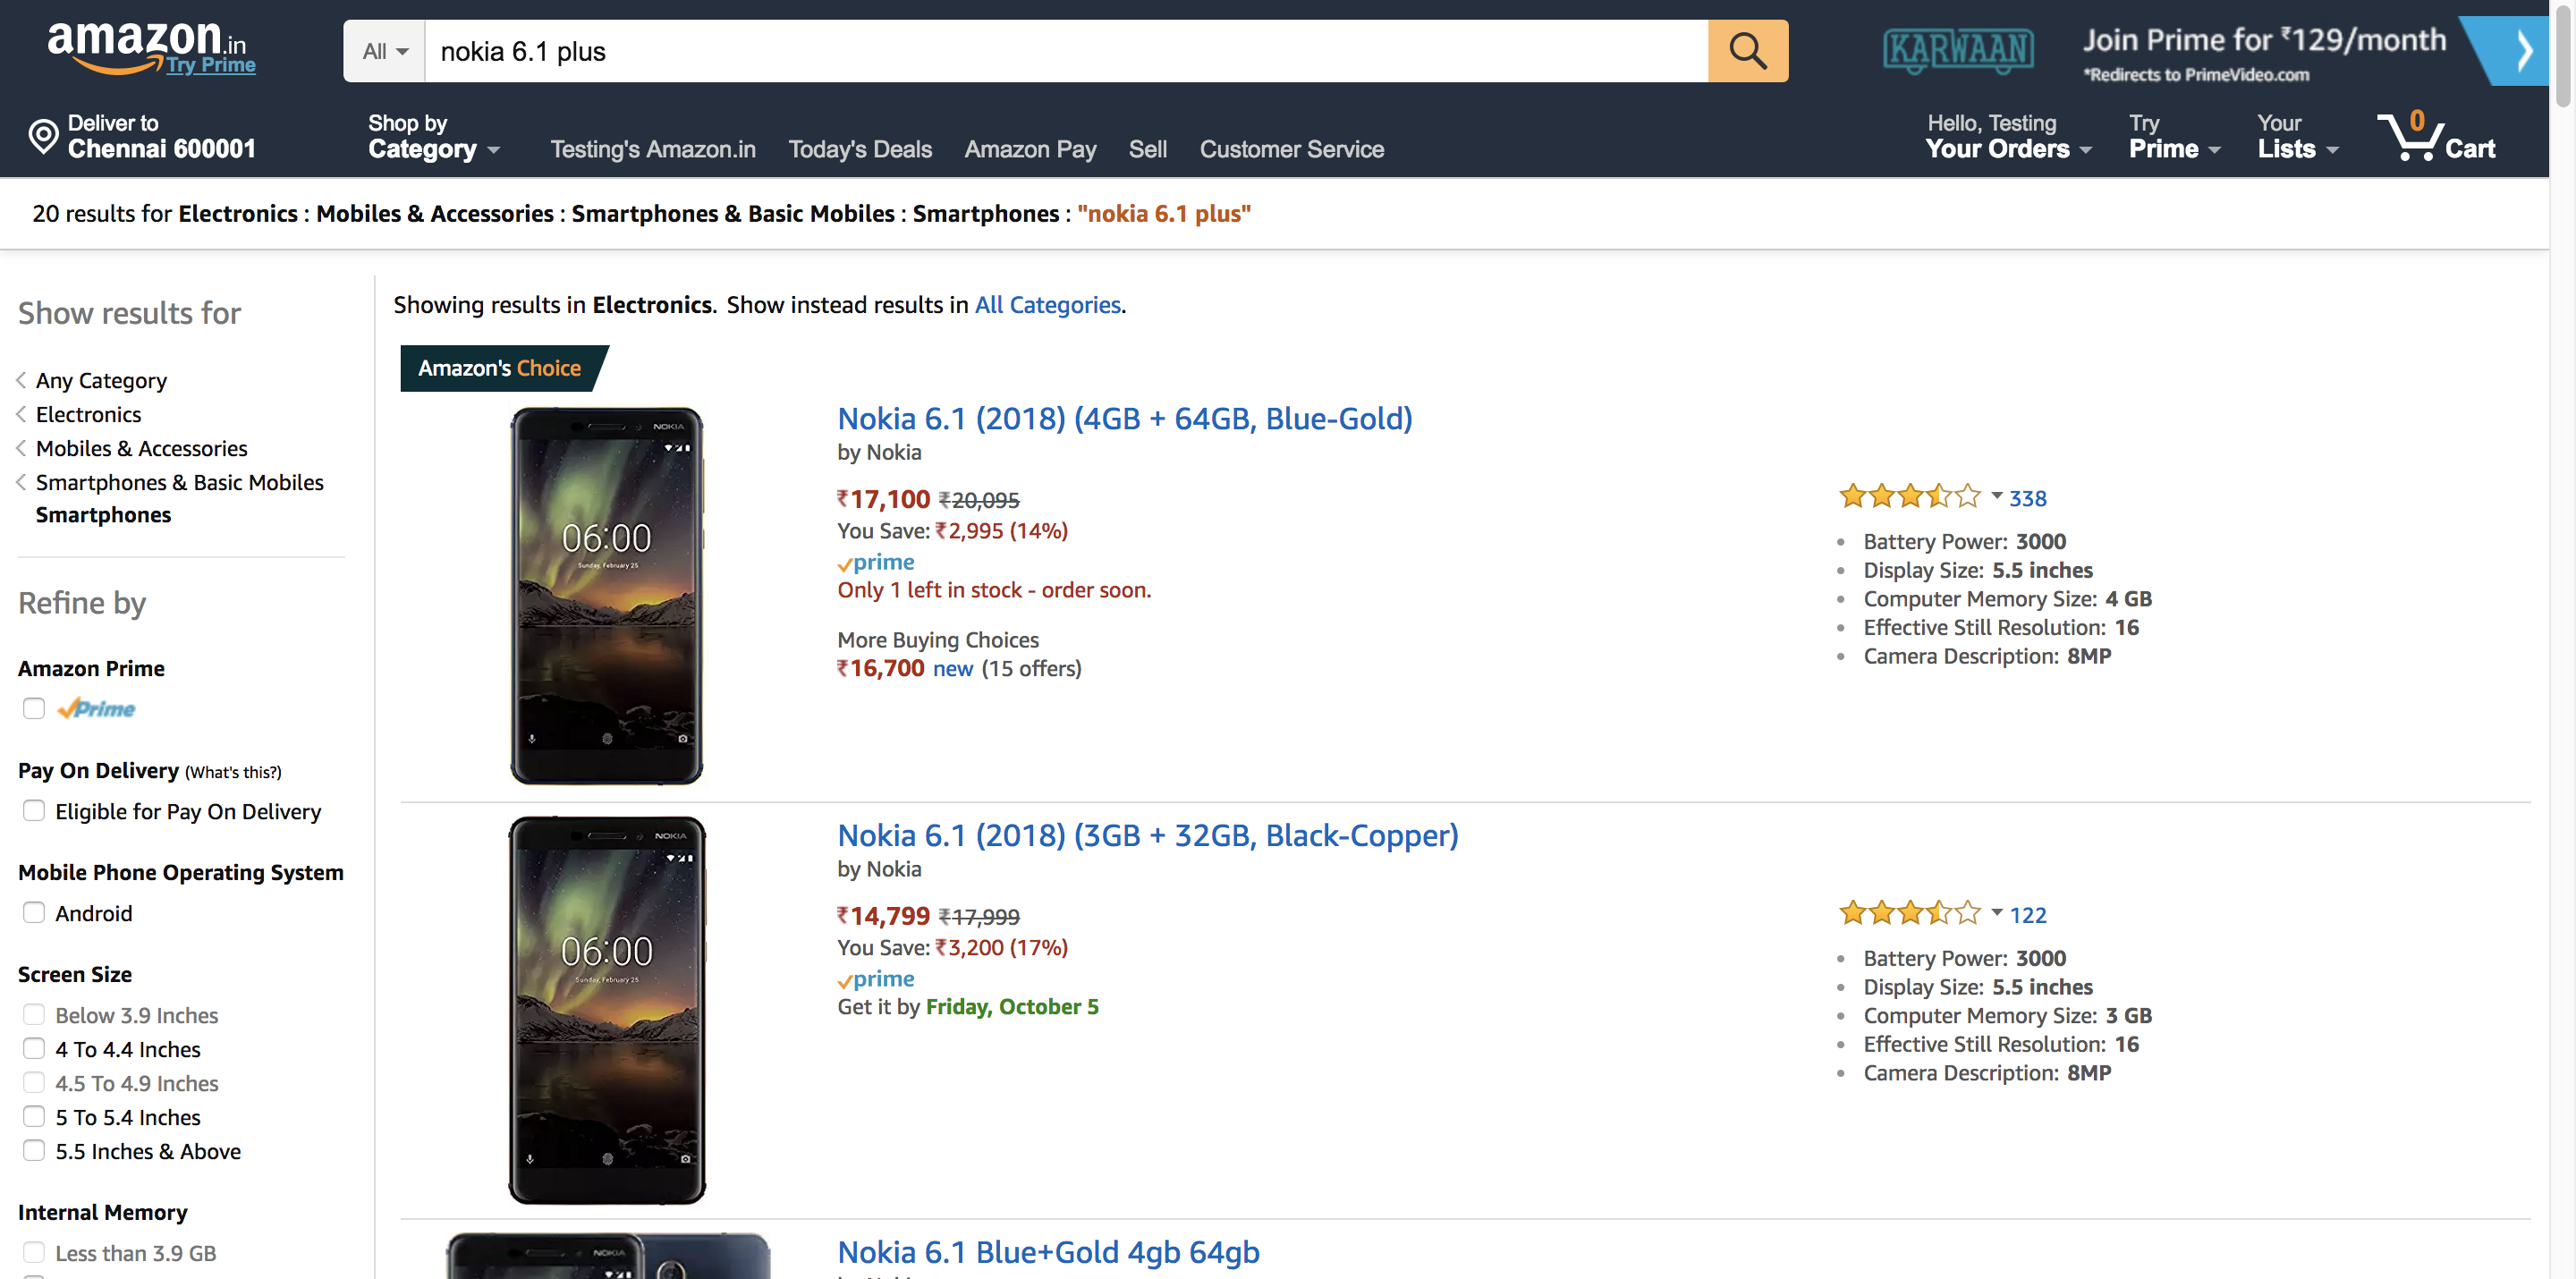 amazon.in
Try Prime
All
nokia 6.1 plus
KARWAAN
Join Prime for ₹129/month
*Redirects to PrimeVideo.com
Deliver to
Chennai 600001
Shop by
Category
Testing's Amazon.in
Today's Deals
Amazon Pay
Sell
Customer Service
Hello, Testing
Your Orders
Try
Prime
Your
Lists
0
Cart
20 results for Electronics : Mobiles & Accessories : Smartphones & Basic Mobiles : Smartphones : "nokia 6.1 plus"
Show results for
Any Category
Electronics
Mobiles & Accessories
Smartphones & Basic Mobiles
Smartphones
Refine by
Amazon Prime
Prime
Pay On Delivery (What's this?)
Eligible for Pay On Delivery
Mobile Phone Operating System
Android
Screen Size
Below 3.9 Inches
4 To 4.4 Inches
4.5 To 4.9 Inches
5 To 5.4 Inches
5.5 Inches & Above
Internal Memory
Less than 3.9 GB
Showing results in Electronics. Show instead results in All Categories.
Amazon's Choice
NOKIA
06:00
Sunday, February 25
Nokia 6.1 (2018) (4GB + 64GB, Blue-Gold)
by Nokia
₹17,100 ₹20,095
You Save: ₹2,995 (14%)
prime
Only 1 left in stock - order soon.
More Buying Choices
₹16,700 new (15 offers)
338
Battery Power: 3000
Display Size: 5.5 inches
Computer Memory Size: 4 GB
Effective Still Resolution: 16
Camera Description: 8MP
NOKIA
06:00
Sunday, February 25
Nokia 6.1 (2018) (3GB + 32GB, Black-Copper)
by Nokia
₹14,799 ₹17,999
You Save: ₹3,200 (17%)
prime
Get it by Friday, October 5
122
Battery Power: 3000
Display Size: 5.5 inches
Computer Memory Size: 3 GB
Effective Still Resolution: 16
Camera Description: 8MP
NOKIA
Nokia 6.1 Blue+Gold 4gb 64gb